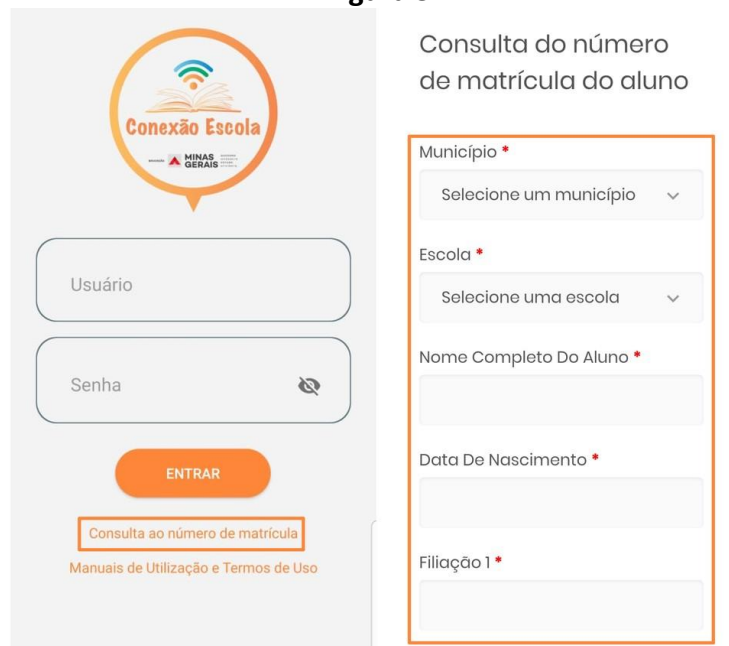 Conexão Escola
MINAS
GERAIS
Usuário
Senha
ENTRAR
Consulta ao número de matrícula
Manuais de Utilização e Termos de Uso
Consulta do número
de matrícula do aluno
Município *
Selecione um município
Escola *
Selecione uma escola
Nome Completo Do Aluno *
Data De Nascimento *
Filiação 1 *